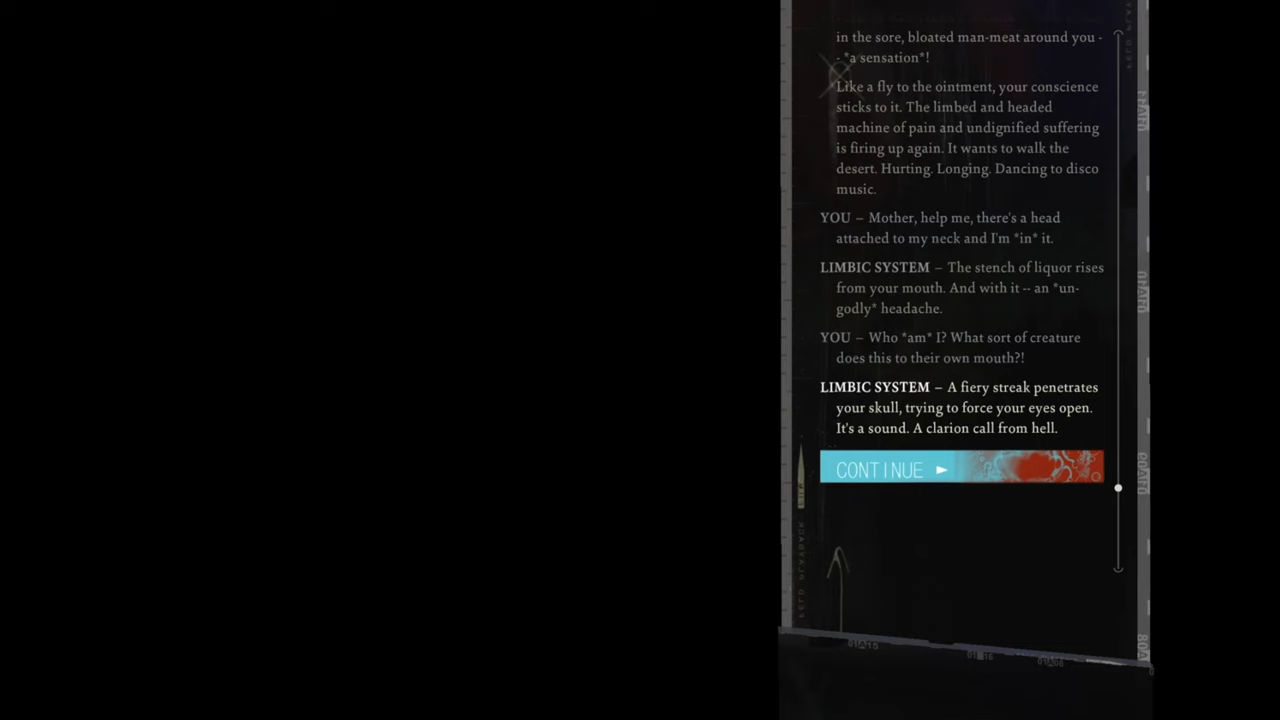 in the sore, bloated man-meat around you -
- *a sensation*!
Like a fly to the ointment, your conscience
sticks to it. The limbed and headed
machine of pain and undignified suffering
is firing up again. It wants to walk the
desert. Hurting. Longing. Dancing to disco
music.
YOU – Mother, help me, there's a head
attached to my neck and I'm *in* it.
LIMBIC SYSTEM – The stench of liquor rises
from your mouth. And with it -- an *un-
godly* headache.
YOU – Who *am* I? What sort of creature
does this to their own mouth?!
LIMBIC SYSTEM – A fiery streak penetrates
your skull, trying to force your eyes open.
It's a sound. A clarion call from hell.
CONTINUE